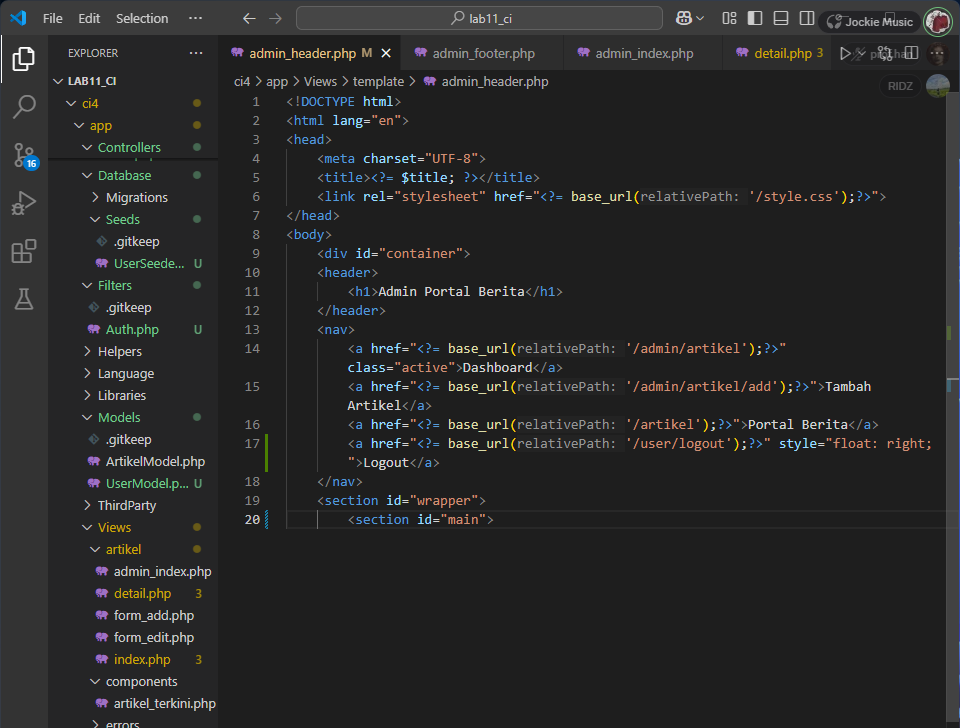 File Edit Selection ··· lab11_ci Jockie Music
EXPLORER ···
admin_header.php M
admin_footer.php
admin_index.php
detail.php 3
RIDZ
LAB11_CI
ci4
app
Controllers
Database
Migrations
Seeds
.gitkeep
UserSeede... U
Filters
.gitkeep
Auth.php U
Helpers
Language
Libraries
Models
.gitkeep
ArtikelModel.php
UserModel.p... U
ThirdParty
Views
artikel
admin_index.php
detail.php 3
form_add.php
form_edit.php
index.php 3
components
artikel_terkini.php
errors
16
ci4 > app > Views > template > admin_header.php
1 <!DOCTYPE html>
2 <html lang="en">
3 <head>
4 <meta charset="UTF-8">
5 <title><?= $title; ?></title>
6 <link rel="stylesheet" href="<?= base_url(relativePath: '/style.css');?>">
7 </head>
8 <body>
9 <div id="container">
10 <header>
11 <h1>Admin Portal Berita</h1>
12 </header>
13 <nav>
14 <a href="<?= base_url(relativePath: '/admin/artikel');?>"
class="active">Dashboard</a>
15 <a href="<?= base_url(relativePath: '/admin/artikel/add');?>">Tambah
Artikel</a>
16 <a href="<?= base_url(relativePath: '/artikel');?>">Portal Berita</a>
17 <a href="<?= base_url(relativePath: '/user/logout');?>" style="float: right;
">Logout</a>
18 </nav>
19 <section id="wrapper">
20 <section id="main">